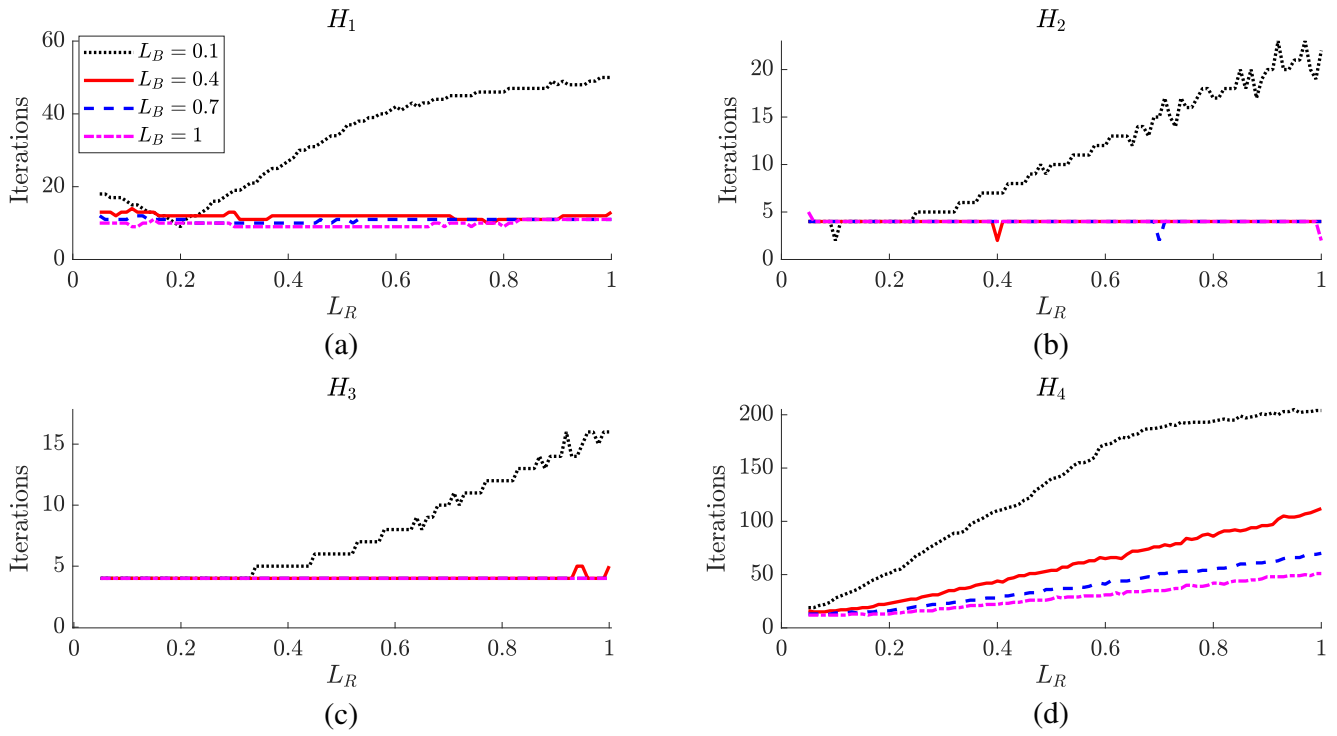 H₁
Iterations
60
40
20
0
L_B = 0.1
L_B = 0.4
L_B = 0.7
L_B = 1
0 0.2 0.4 0.6 0.8 1
L_R
(a)
H₂
Iterations
20
15
10
5
0
0 0.2 0.4 0.6 0.8 1
L_R
(b)
H₃
Iterations
15
10
5
0
0 0.2 0.4 0.6 0.8 1
L_R
(c)
H₄
Iterations
200
150
100
50
0
0 0.2 0.4 0.6 0.8 1
L_R
(d)